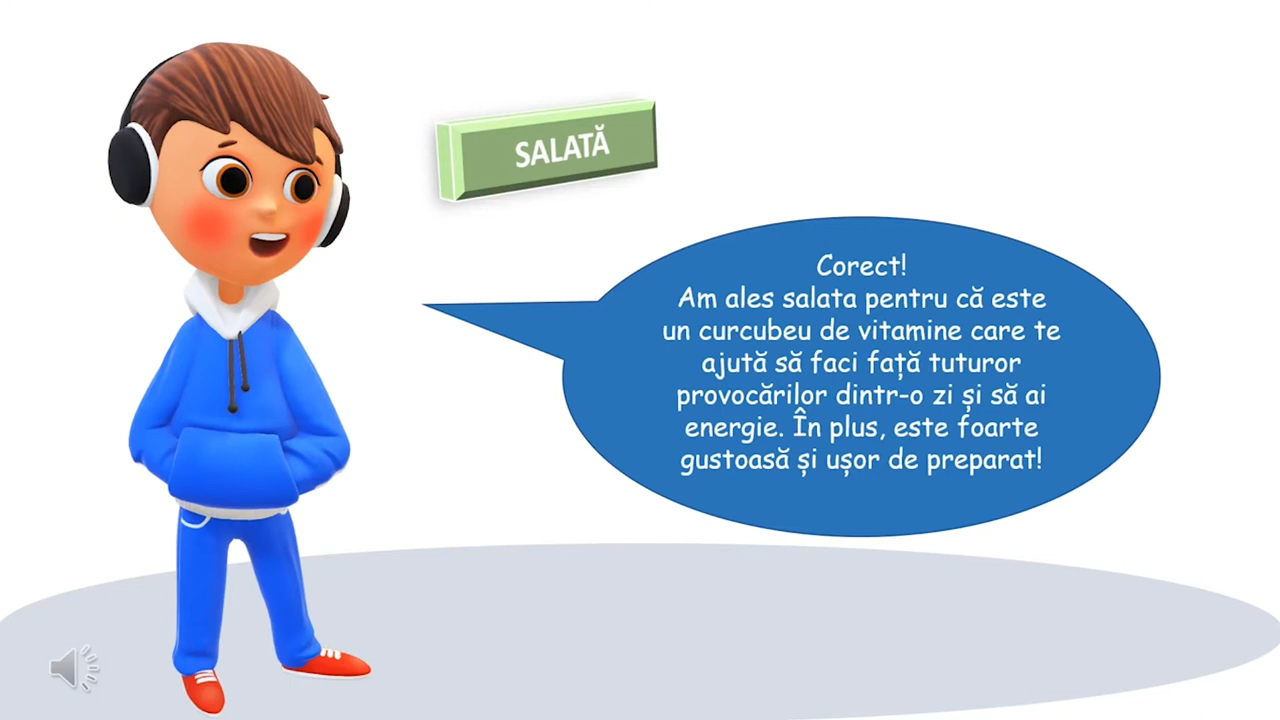 SALATĂ
Corect!
Am ales salata pentru că este
un curcubeu de vitamine care te
ajută să faci față tuturor
provocărilor dintr-o zi și să ai
energie. În plus, este foarte
gustoasă și ușor de preparat!